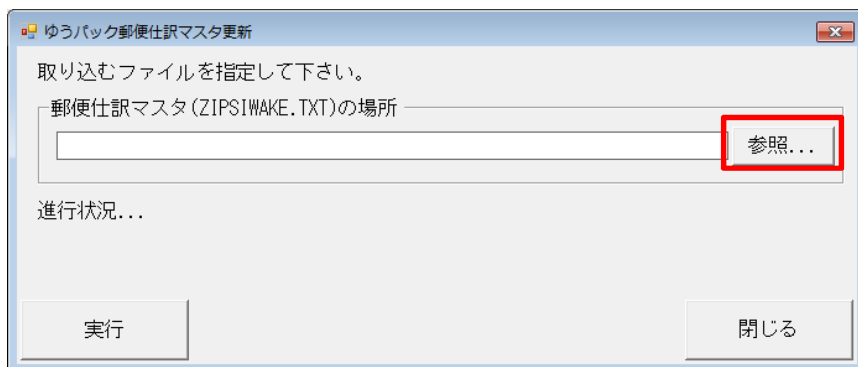 ゆうパック郵便仕訳マスタ更新
取り込むファイルを指定して下さい。
郵便仕訳マスタ(ZIPSIWAKE.TXT)の場所
参照...
進行状況...
実行
閉じる